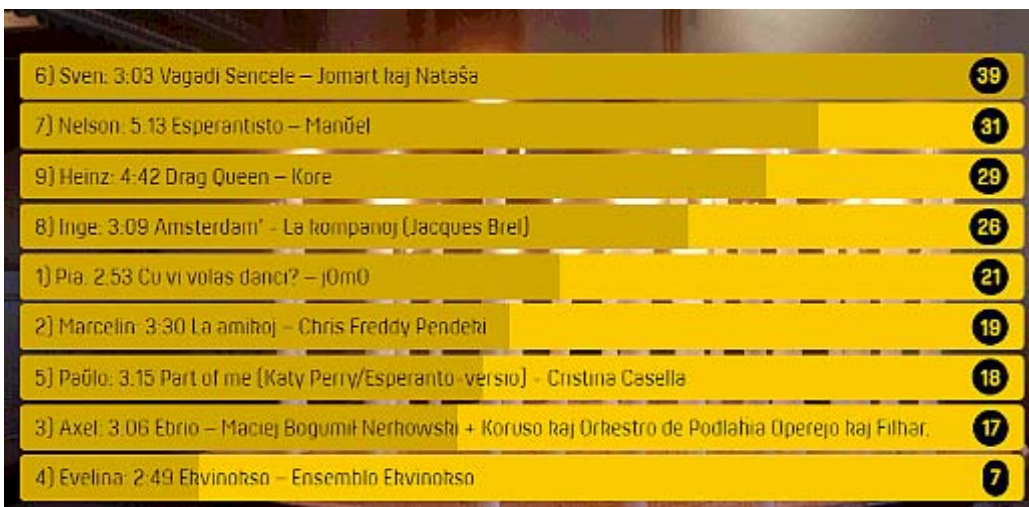 6) Sven: 3:03 Vagadi Sencele – Jomart kaj Nataŝa 39
7) Nelson: 5.13 Esperantisto – Manŭel 31
9) Heinz: 4:42 Drag Queen – Kore 29
8) Inge: 3:09 Amsterdam' - La kompanoj (Jacques Brel) 26
1) Pia: 2:53 Cu vi volas danci? – jOmO 21
2) Marcelin: 3:30 La amikoj – Chris Freddy Pendeki 19
5) Paŭlo: 3.15 Part of me (Katy Perry/Esperanto-versio) - Cristina Casella 18
3) Axel: 3:06 Ebrio – Maciej Bogumił Nerkowski + Koruso kaj Orkestro de Podlahia Operejo kaj Filhar. 17
4) Evelina: 2:49 Ekvinokso – Ensemblo Ekvinokso 7